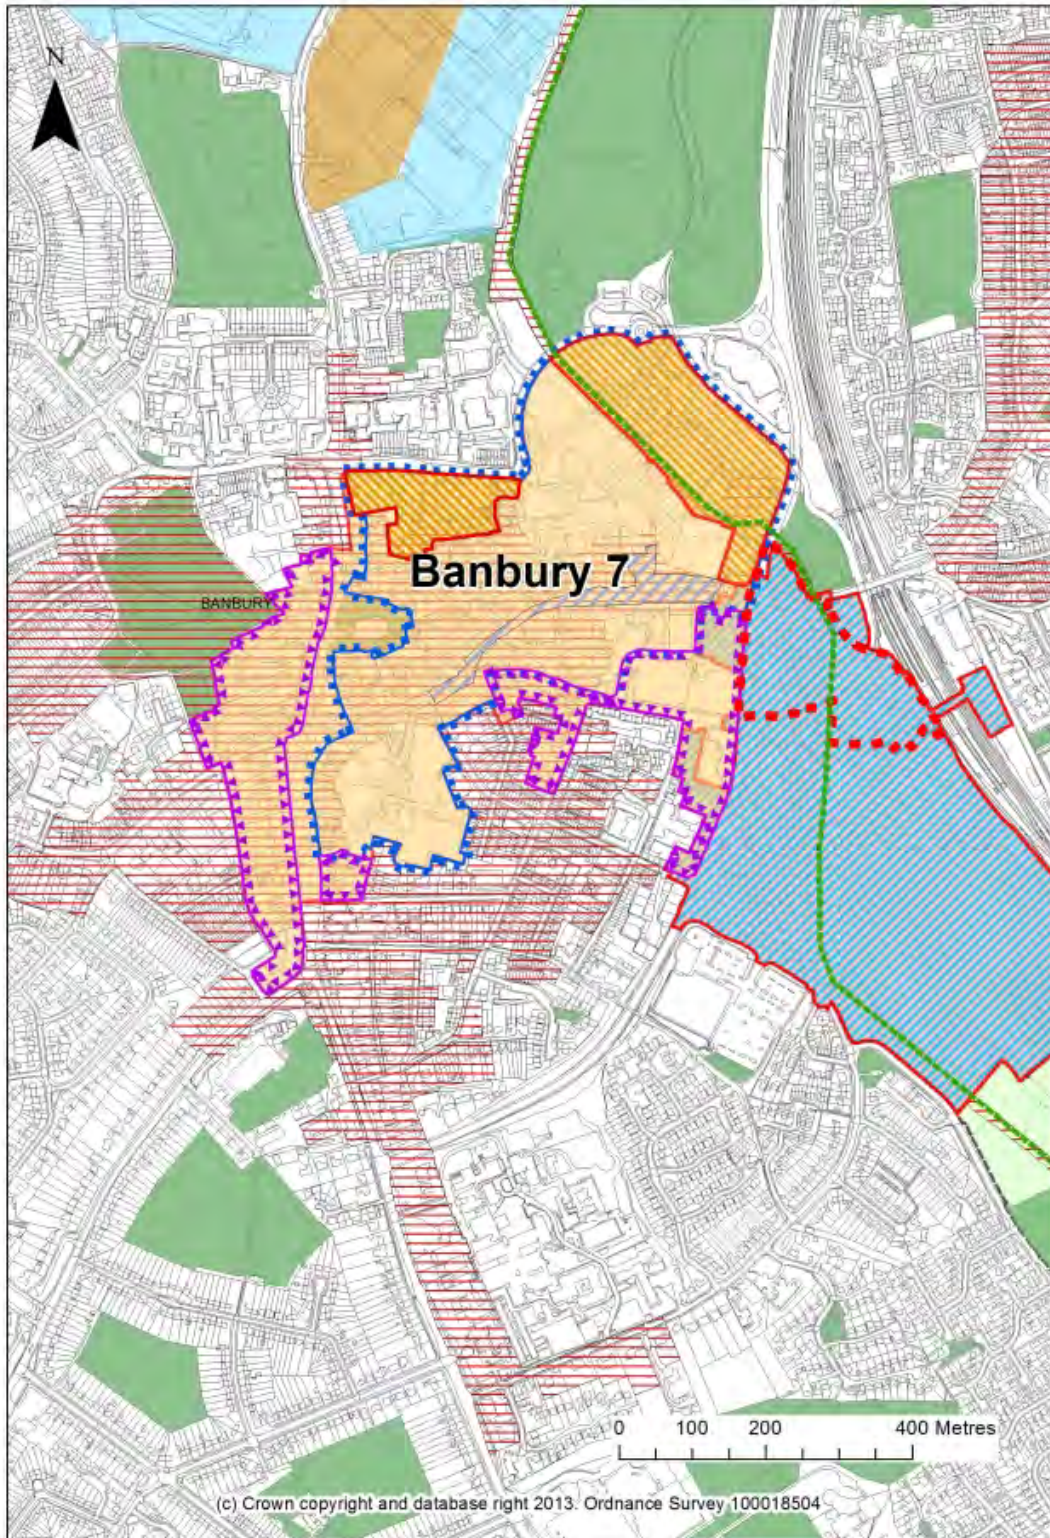 N
Banbury 7
BANBURY
0 100 200 400 Metres
(c) Crown copyright and database right 2013. Ordnance Survey 100018504